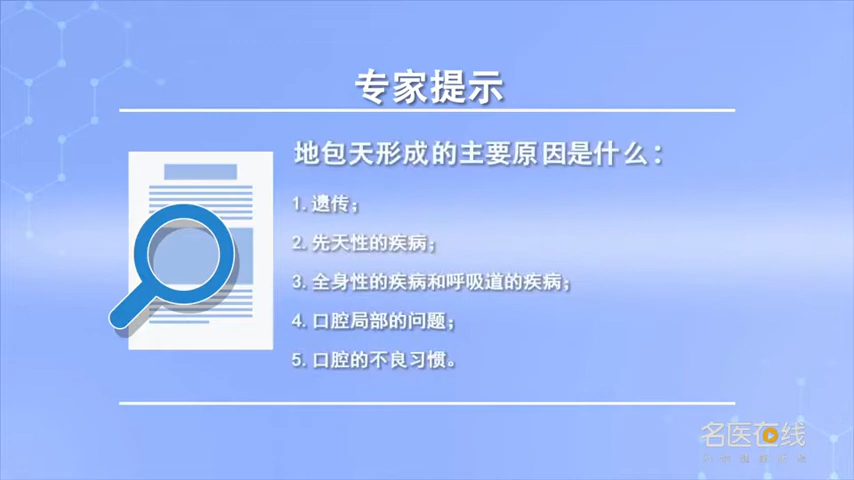 专家提示
地包天形成的主要原因是什么：
1. 遗传；
2. 先天性的疾病；
3. 全身性的疾病和呼吸道的疾病；
4. 口腔局部的问题；
5. 口腔的不良习惯。
名医在线